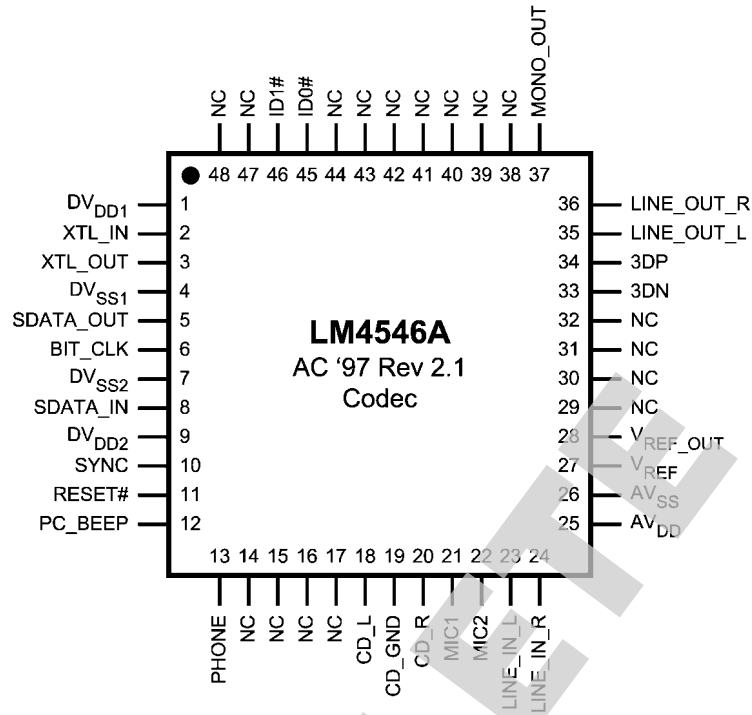 NC NC ID1# ID0# NC NC NC NC NC NC NC MONO_OUT
48 47 46 45 44 43 42 41 40 39 38 37
DVDD1 1
XTL_IN 2
XTL_OUT 3
DVSS1 4
SDATA_OUT 5
BIT_CLK 6
DVSS2 7
SDATA_IN 8
DVDD2 9
SYNC 10
RESET# 11
PC_BEEP 12
LM4546A
AC ‘97 Rev 2.1
Codec
36 LINE_OUT_R
35 LINE_OUT_L
34 3DP
33 3DN
32 NC
31 NC
30 NC
29 NC
28 VREF_OUT
27 VREF
26 AVSS
25 AVDD
13 14 15 16 17 18 19 20 21 22 23 24
PHONE NC NC NC NC CD_L CD_GND CD_R MIC1 MIC2 LINE_IN_L LINE_IN_R
ETE